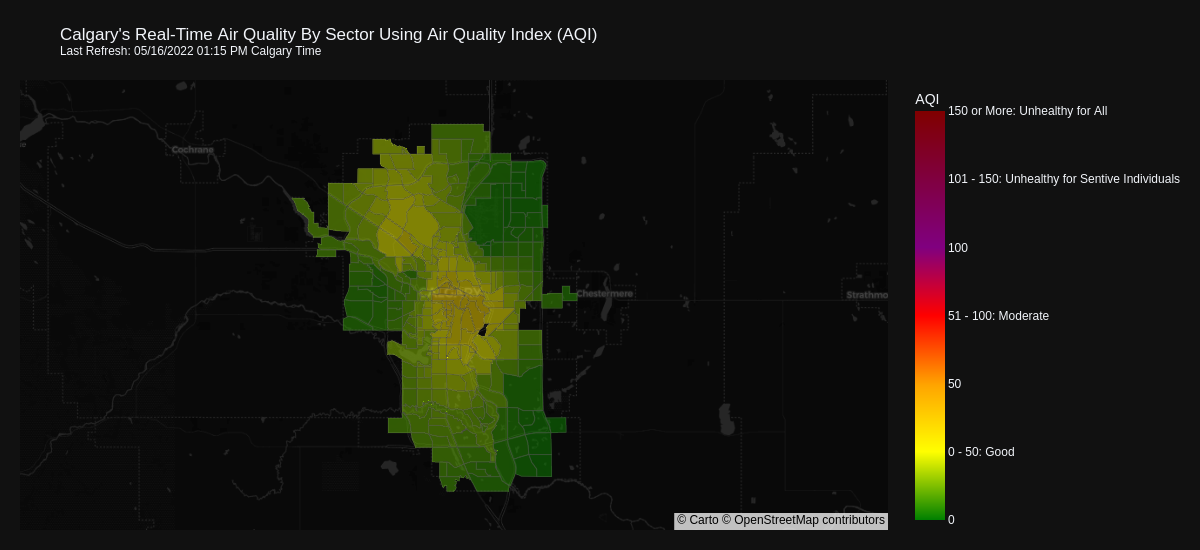 Calgary's Real-Time Air Quality By Sector Using Air Quality Index (AQI)
Last Refresh: 05/16/2022 01:15 PM Calgary Time
AQI
150 or More: Unhealthy for All
101 - 150: Unhealthy for Sentive Individuals
100
51 - 100: Moderate
50
0 - 50: Good
0
Cochrane
Chestermere
Strathmo
© Carto © OpenStreetMap contributors